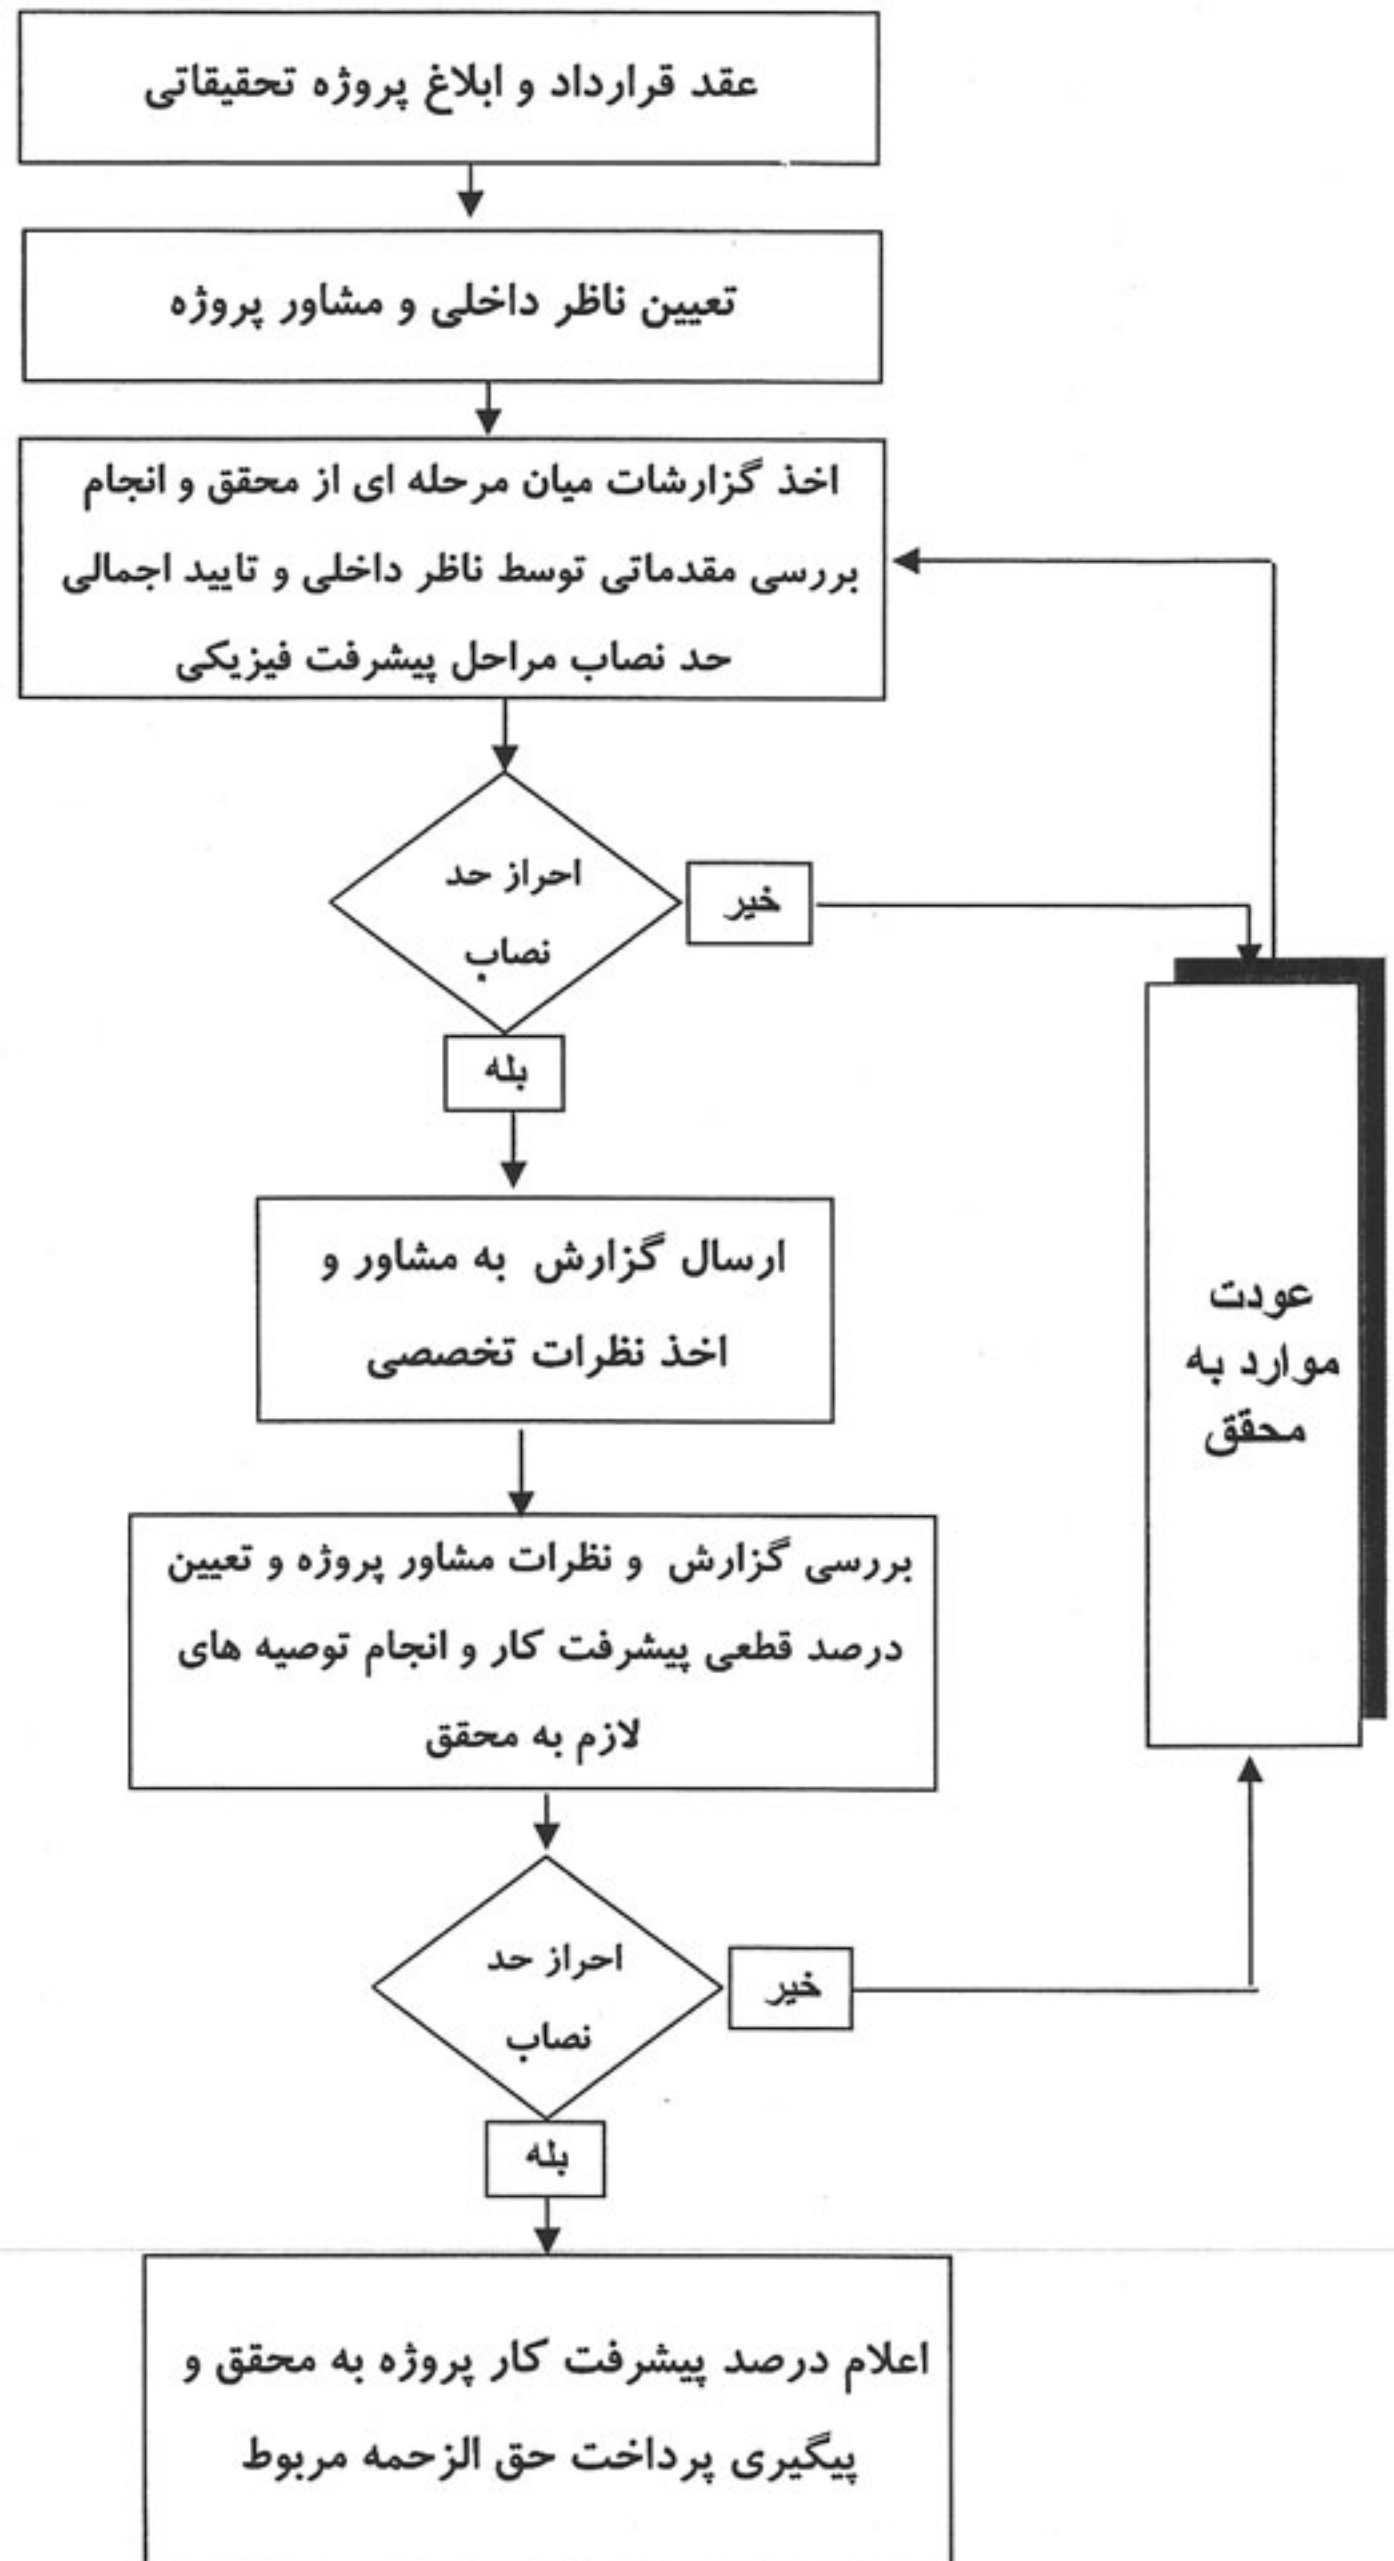 عقد قرارداد و ابلاغ پروژه تحقیقاتی
تعیین ناظر داخلی و مشاور پروژه
اخذ گزارشات میان مرحله ای از محقق و انجام
بررسی مقدماتی توسط ناظر داخلی و تایید اجمالی
حد نصاب مراحل پیشرفت فیزیکی
احراز حد
نصاب
خیر
بله
ارسال گزارش به مشاور و
اخذ نظرات تخصصی
عودت
موارد به
محقق
بررسی گزارش و نظرات مشاور پروژه و تعیین
درصد قطعی پیشرفت کار و انجام توصیه های
لازم به محقق
احراز حد
نصاب
خیر
بله
اعلام درصد پیشرفت کار پروژه به محقق و
پیگیری پرداخت حق الزحمه مربوط